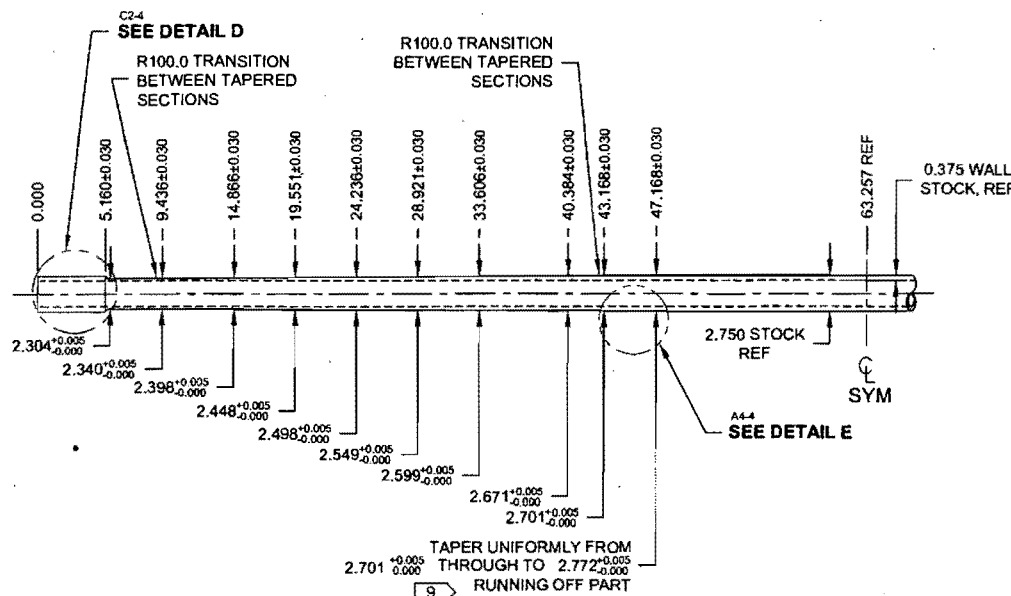 C2-4
SEE DETAIL D
R100.0 TRANSITION
BETWEEN TAPERED
SECTIONS
R100.0 TRANSITION
BETWEEN TAPERED
SECTIONS
0.000
5.160±0.030
9.436±0.030
14.866±0.030
19.551±0.030
24.236±0.030
28.921±0.030
33.606±0.030
40.384±0.030
43.168±0.030
47.168±0.030
63.257 REF
0.375 WALL
STOCK, REF
2.304 +0.005 -0.000
2.340 +0.005 -0.000
2.398 +0.005 -0.000
2.448 +0.005 -0.000
2.498 +0.005 -0.000
2.549 +0.005 -0.000
2.599 +0.005 -0.000
2.671 +0.005 -0.000
2.701 +0.005 -0.000
2.750 STOCK
REF
℄
SYM
A4-4
SEE DETAIL E
TAPER UNIFORMLY FROM
2.701 +0.005 0.000 THROUGH TO 2.772 +0.005 -0.000
RUNNING OFF PART
9